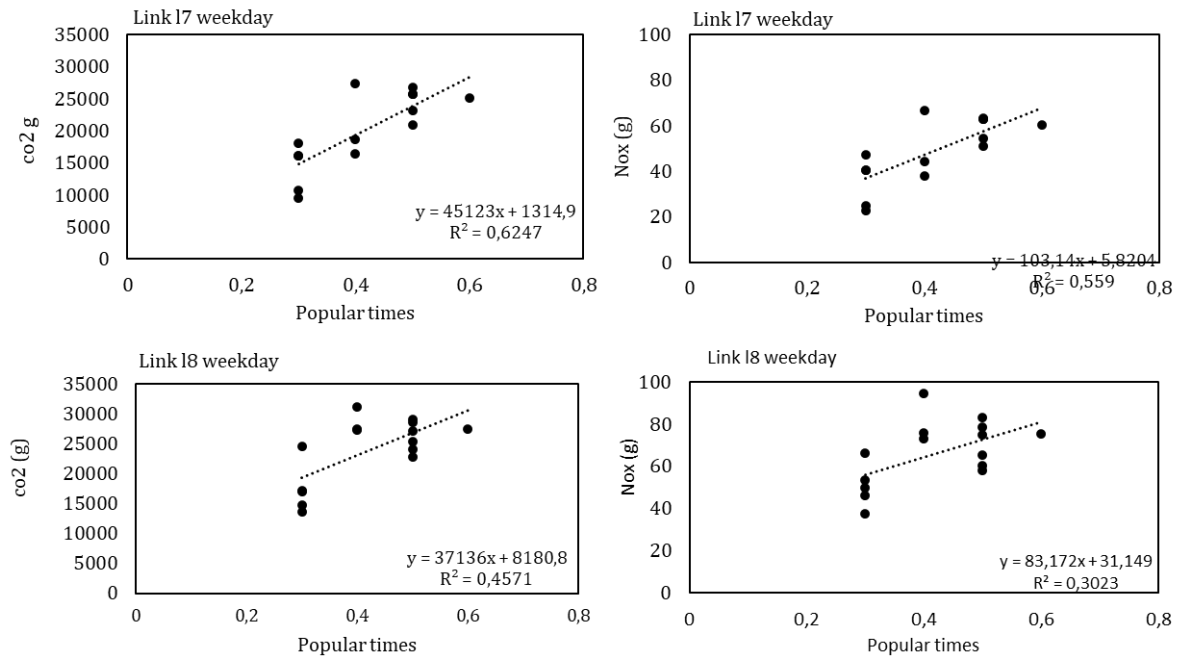 Link l7 weekday
35000
30000
25000
20000
15000
10000
5000
0
co2 g
y = 45123x + 1314,9
R² = 0,6247
0 0,2 0,4 0,6 0,8
Popular times
Link l7 weekday
100
80
60
40
20
0
Nox (g)
y = 103,14x + 5,8204
R² = 0,559
0 0,2 0,4 0,6 0,8
Popular times
Link l8 weekday
35000
30000
25000
20000
15000
10000
5000
0
co2 (g)
y = 37136x + 8180,8
R² = 0,4571
0 0,2 0,4 0,6 0,8
Popular times
Link l8 weekday
100
80
60
40
20
0
Nox (g)
y = 83,172x + 31,149
R² = 0,3023
0 0,2 0,4 0,6 0,8
Popular times